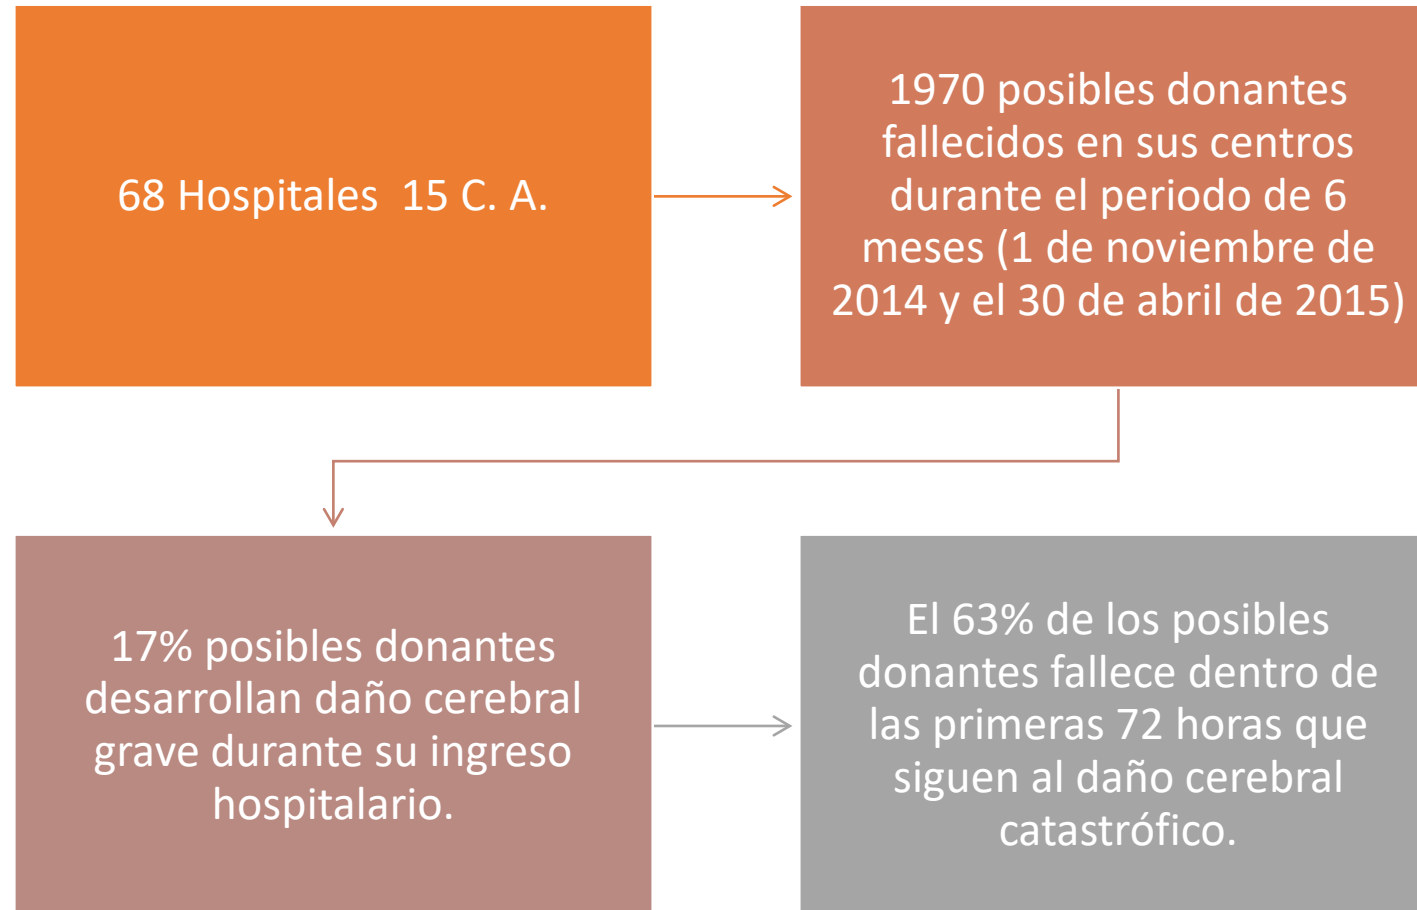 68 Hospitales  15 C. A.
1970 posibles donantes
fallecidos en sus centros
durante el periodo de 6
meses (1 de noviembre de
2014 y el 30 de abril de 2015)
17% posibles donantes
desarrollan daño cerebral
grave durante su ingreso
hospitalario.
El 63% de los posibles
donantes fallece dentro de
las primeras 72 horas que
siguen al daño cerebral
catastrófico.